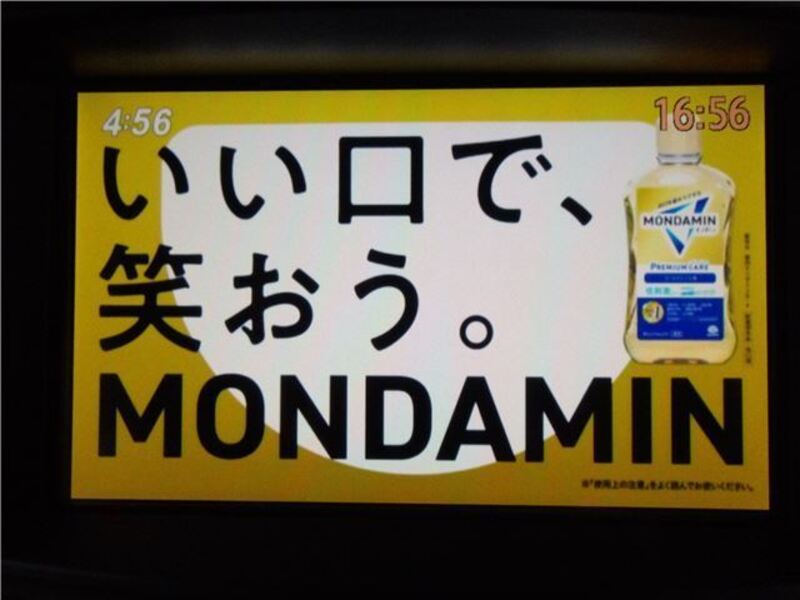 4:56
16:56
いい口で、
笑おう。
MONDAMIN
MONDAMIN
PREMIUM CARE
※「使用上の注意」をよく読んでお使いください。